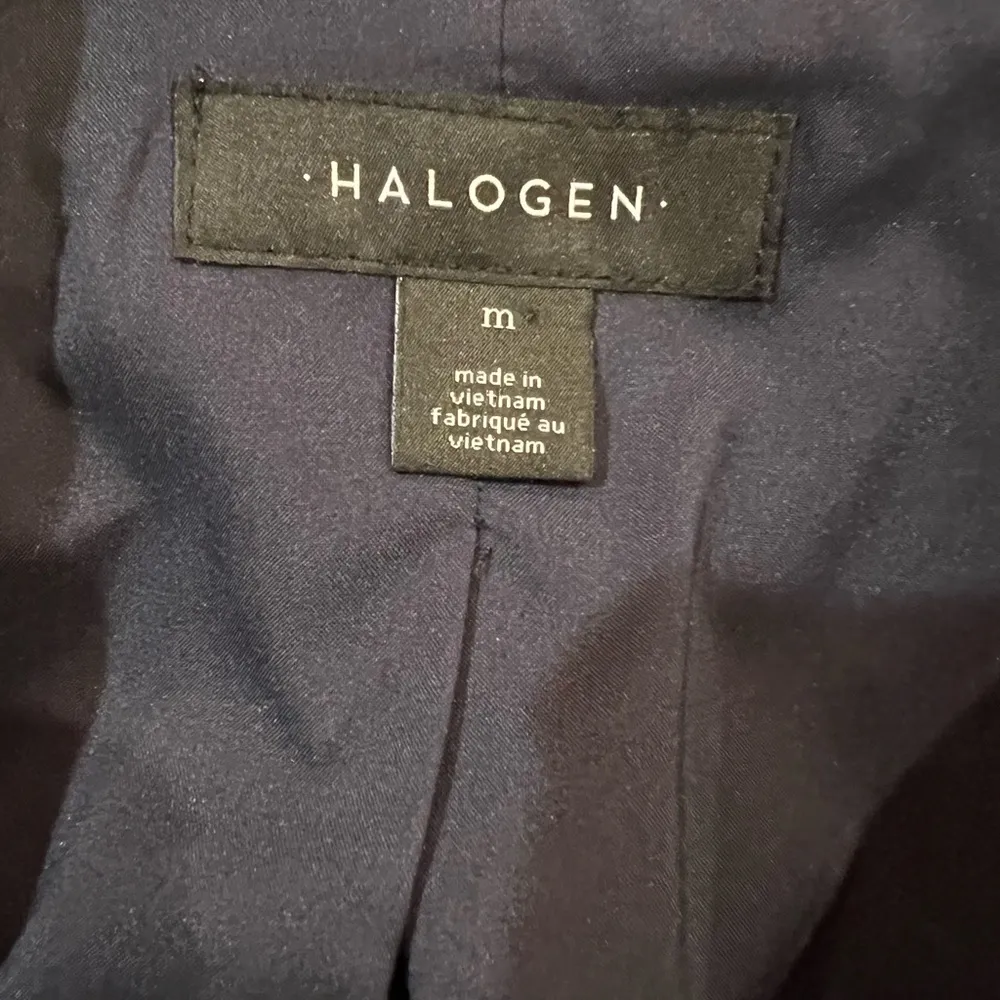 ·HALOGEN·
m
made in
vietnam
fabriqué au
vietnam